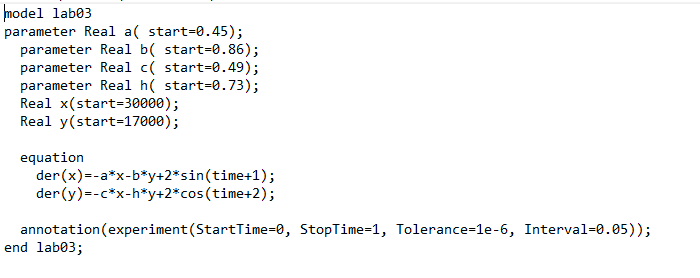 model lab03
parameter Real a( start=0.45);
parameter Real b( start=0.86);
parameter Real c( start=0.49);
parameter Real h( start=0.73);
Real x(start=30000);
Real y(start=17000);
equation
der(x)=-a*x-b*y+2*sin(time+1);
der(y)=-c*x-h*y+2*cos(time+2);
annotation(experiment(StartTime=0, StopTime=1, Tolerance=1e-6, Interval=0.05));
end lab03;